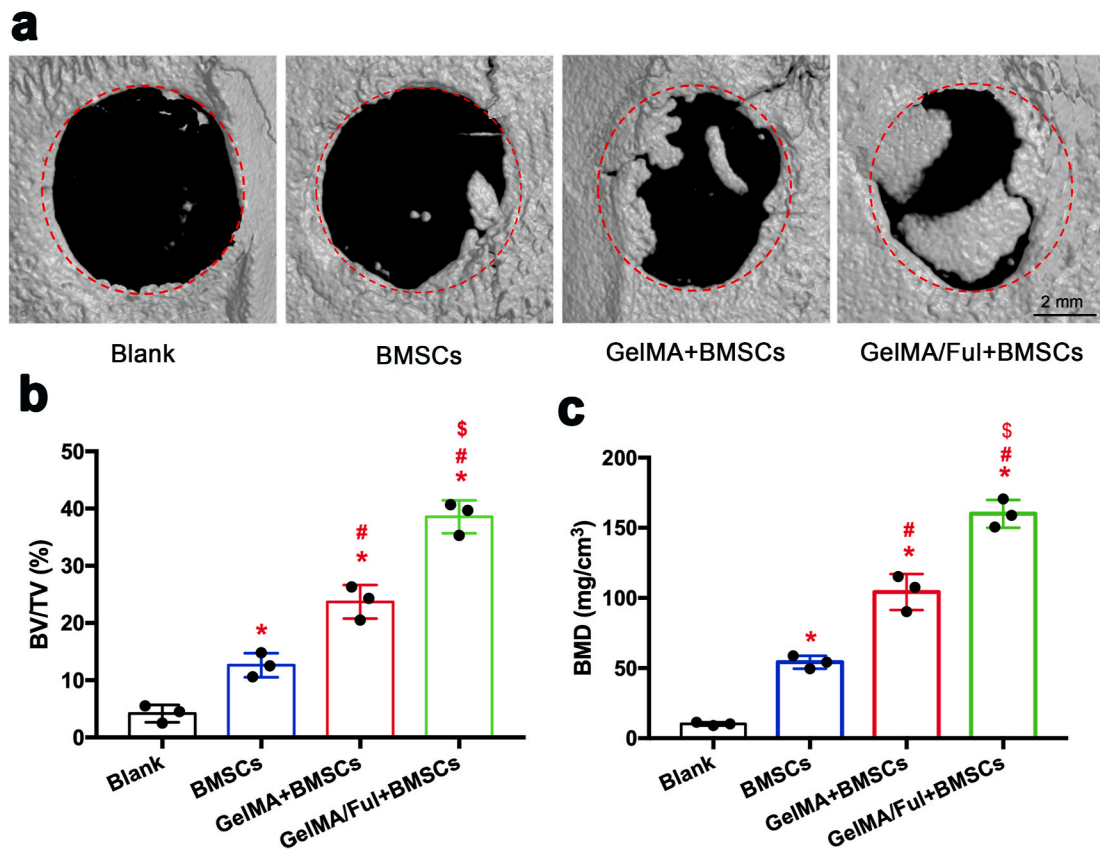 a
2 mm
Blank
BMSCs
GelMA+BMSCs
GelMA/Ful+BMSCs
b
BV/TV (%)
50
40
30
20
10
0
*
#
*
$
#
*
Blank
BMSCs
GelMA+BMSCs
GelMA/Ful+BMSCs
c
BMD (mg/cm³)
200
150
100
50
0
*
#
*
$
#
*
Blank
BMSCs
GelMA+BMSCs
GelMA/Ful+BMSCs